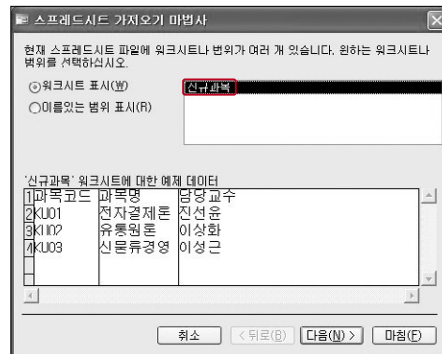 스프레드시트 가져오기 마법사
현재 스프레드시트 파일에 워크시트나 범위가 여러 개 있습니다. 원하는 워크시트나
범위를 선택하십시오.
워크시트 표시(W)
신규과목
이름있는 범위 표시(R)
'신규과목' 워크시트에 대한 예제 데이터
1 과목코드 과목명 담당교수
2 KU01 전자결제론 진선윤
3 KU02 유통원론 이상화
4 KU03 신물류경영 이성근
취소 < 뒤로(B) 다음(N) > 마침(F)